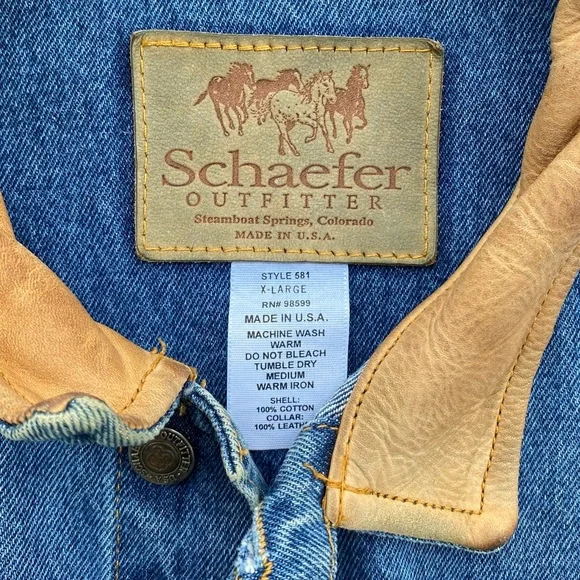 Schaefer
OUTFITTER
Steamboat Springs, Colorado
MADE IN U.S.A.
STYLE 581
X-LARGE
RN# 98599
MADE IN U.S.A.
MACHINE WASH
WARM
DO NOT BLEACH
TUMBLE DRY
MEDIUM
WARM IRON
SHELL:
100% COTTON
COLLAR:
100% LEATH